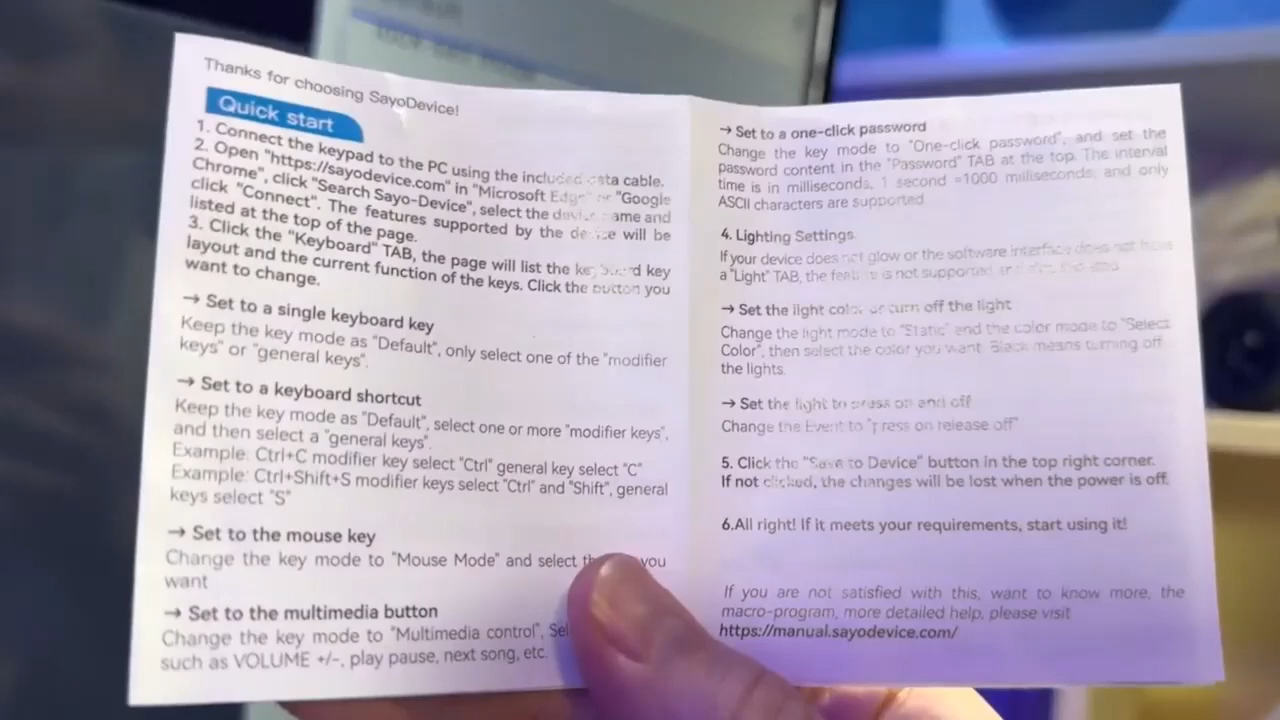 Thanks for choosing SayoDevice!
Quick start
1. Connect the keypad to the PC using the included data cable.
2. Open "https://sayodevice.com" in "Microsoft Edge" or "Google
Chrome", click "Search Sayo-Device", select the device name and
click "Connect". The features supported by the device will be
listed at the top of the page.
3. Click the "Keyboard" TAB, the page will list the keyboard key
layout and the current function of the keys. Click the button you
want to change.
→ Set to a single keyboard key
Keep the key mode as "Default", only select one of the "modifier
keys" or "general keys".
→ Set to a keyboard shortcut
Keep the key mode as "Default", select one or more "modifier keys",
and then select a "general keys".
Example: Ctrl+C modifier key select "Ctrl" general key select "C"
Example: Ctrl+Shift+S modifier keys select "Ctrl" and "Shift", general
keys select "S"
→ Set to the mouse key
Change the key mode to "Mouse Mode" and select you
want
→ Set to the multimedia button
Change the key mode to "Multimedia control",
such as VOLUME +/-, play pause, next song, etc.
→ Set to a one-click password
Change the key mode to "One-click password", and set the
password content in the "Password" TAB at the top. The interval
time is in milliseconds, 1 second =1000 milliseconds, and only
ASCII characters are supported
4. Lighting Settings
If your device does not glow or the software interface does not have
a "Light" TAB, the feature is not supported
→ Set the light color or turn off the light
Change the light mode to "Static" and the color mode to "Select
Color", then select the color you want. Black means turning off
the lights.
→ Set the light to press on and off
Change the Event to "press on release off"
5. Click the "Save to Device" button in the top right corner.
If not clicked, the changes will be lost when the power is off.
6.All right! If it meets your requirements, start using it!
If you are not satisfied with this, want to know more, the
macro-program, more detailed help, please visit
https://manual.sayodevice.com/